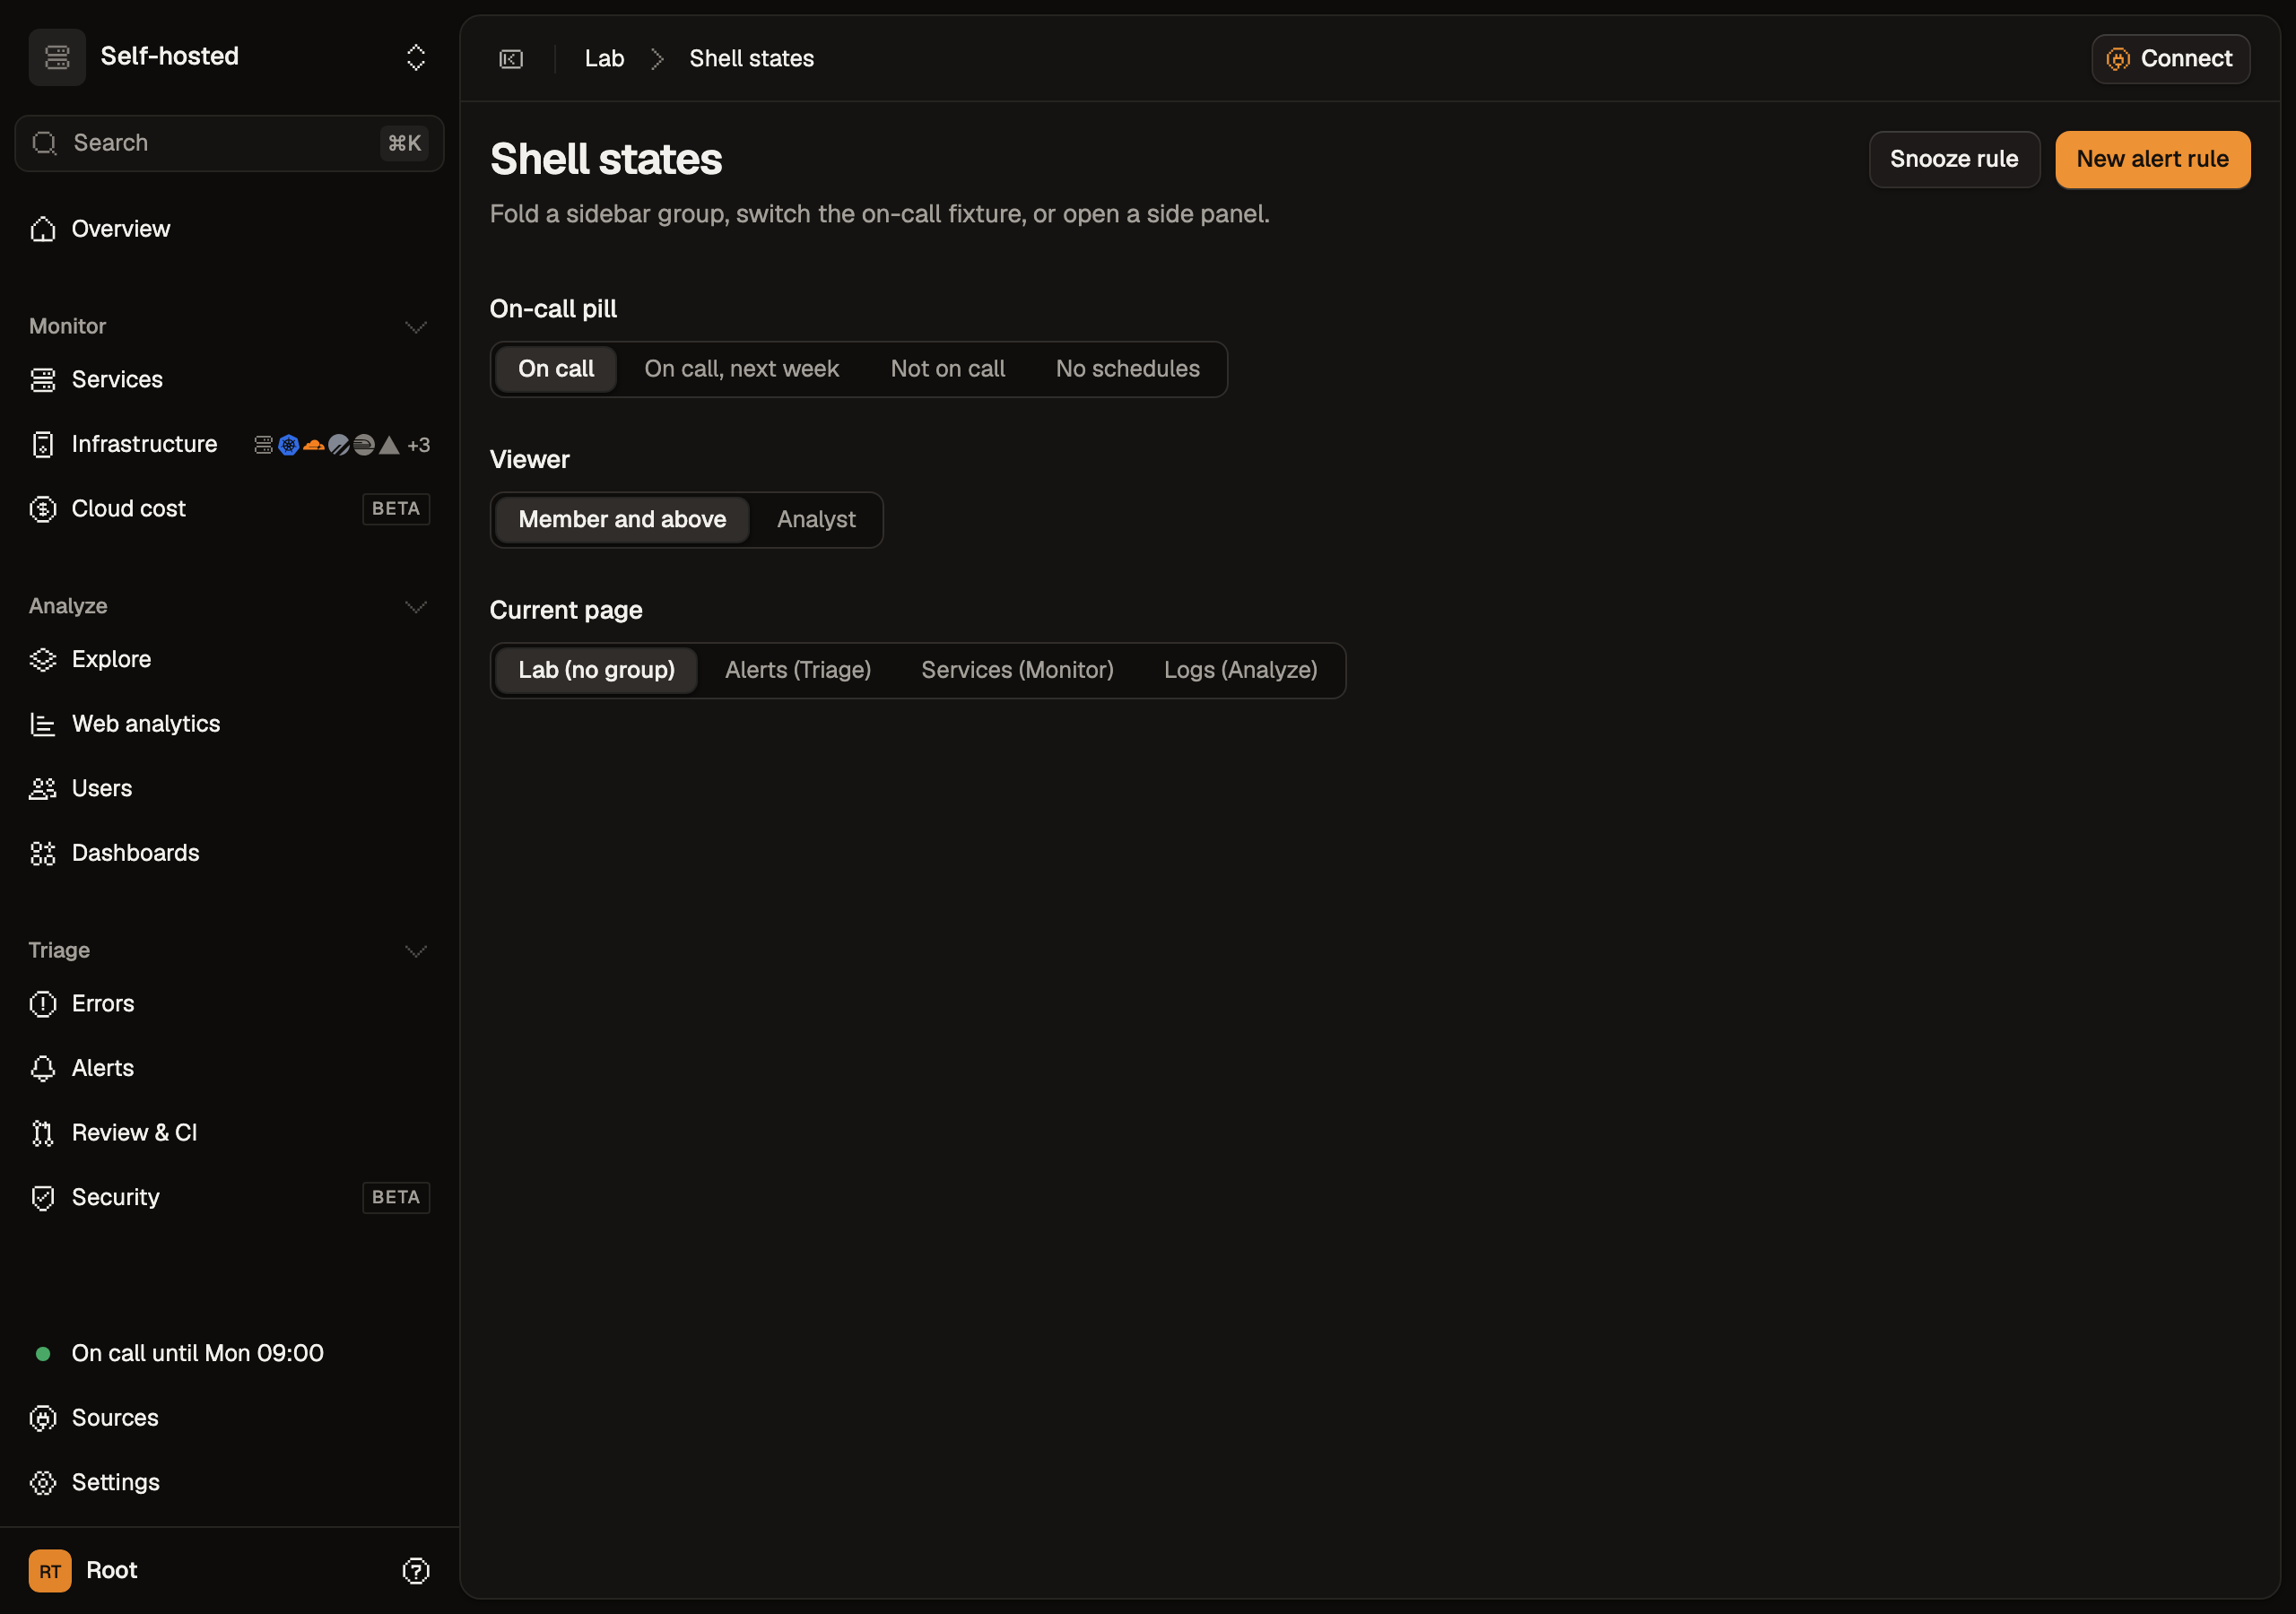 Self-hosted
Search ⌘K
Overview
Monitor
Services
Infrastructure +3
Cloud cost BETA
Analyze
Explore
Web analytics
Users
Dashboards
Triage
Errors
Alerts
Review & CI
Security BETA
On call until Mon 09:00
Sources
Settings
RT Root
Lab Shell states
Connect
Shell states
Snooze rule New alert rule
Fold a sidebar group, switch the on-call fixture, or open a side panel.
On-call pill
On call On call, next week Not on call No schedules
Viewer
Member and above Analyst
Current page
Lab (no group) Alerts (Triage) Services (Monitor) Logs (Analyze)